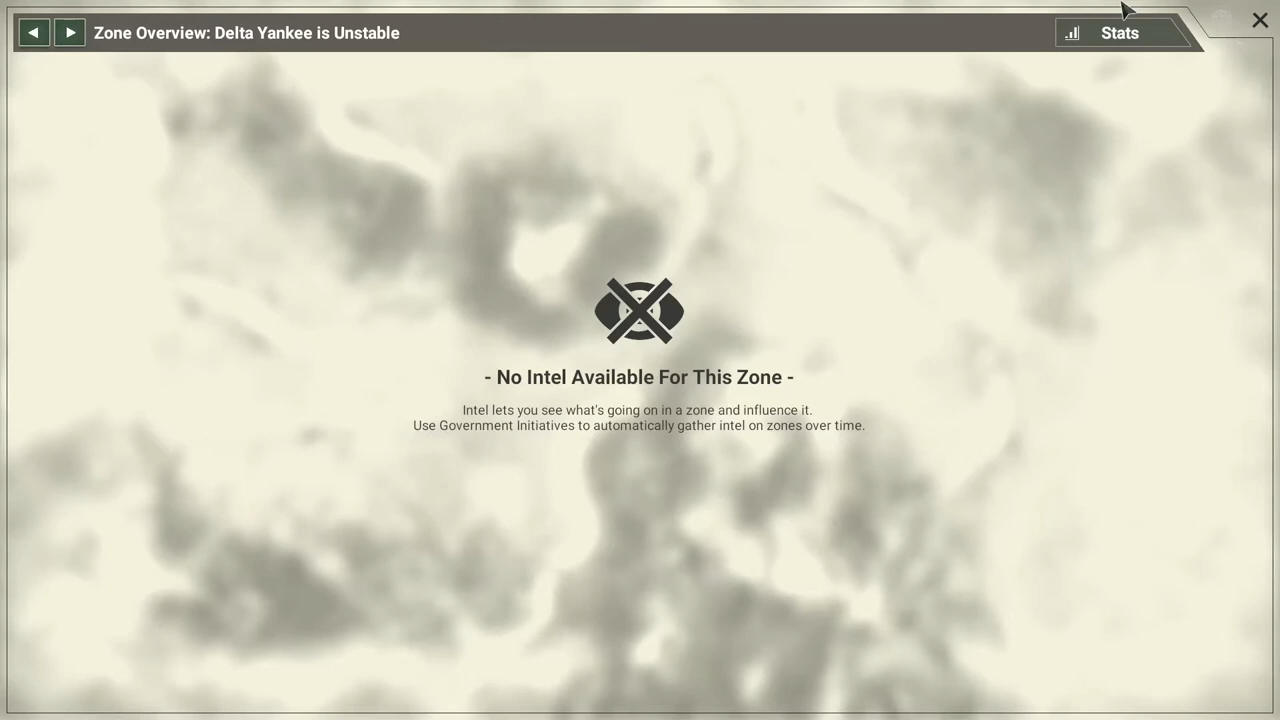 Zone Overview: Delta Yankee is Unstable
Stats
- No Intel Available For This Zone -
Intel lets you see what's going on in a zone and influence it.
Use Government Initiatives to automatically gather intel on zones over time.